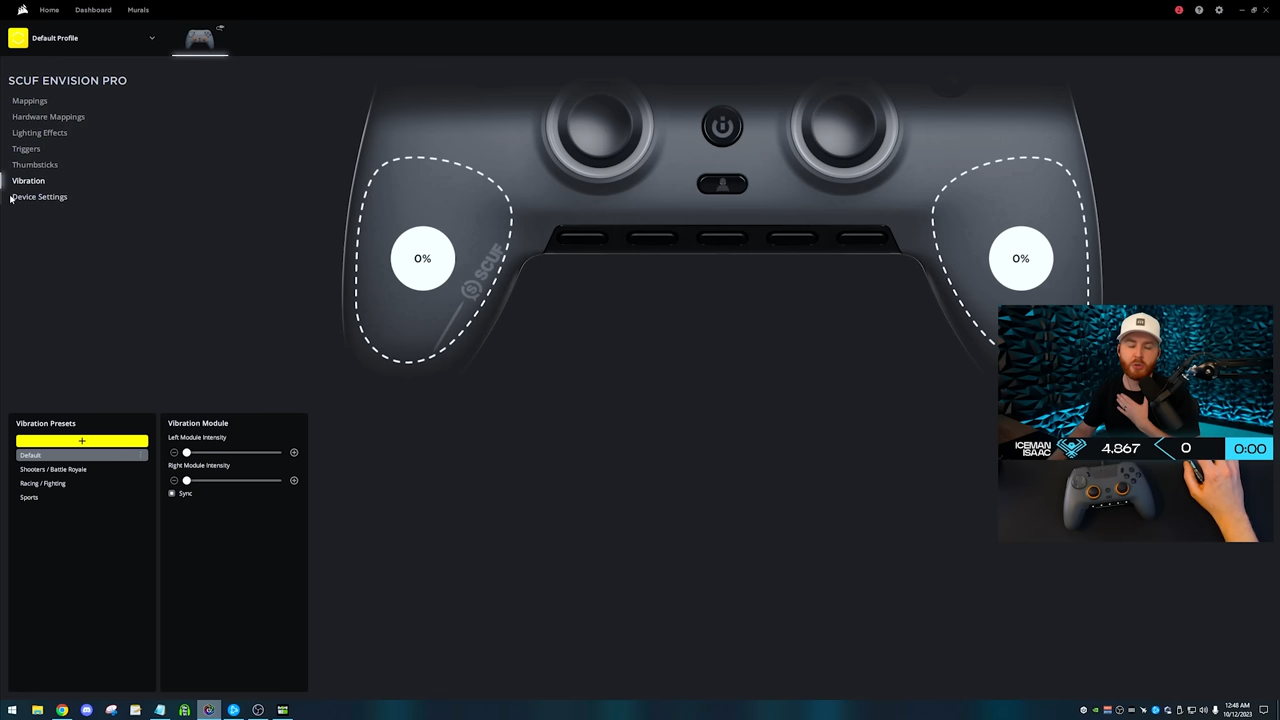 Home Dashboard Murals
2
Default Profile
SCUF ENVISION PRO
Mappings
Hardware Mappings
Lighting Effects
Triggers
Thumbsticks
Vibration
Device Settings
0%
0%
SCUF
Vibration Presets
+
Default
Shooters / Battle Royale
Racing / Fighting
Sports
Vibration Module
Left Module Intensity
Right Module Intensity
Sync
ICEMAN
ISAAC
4.867
0
0:00
12:48 AM
10/12/2023